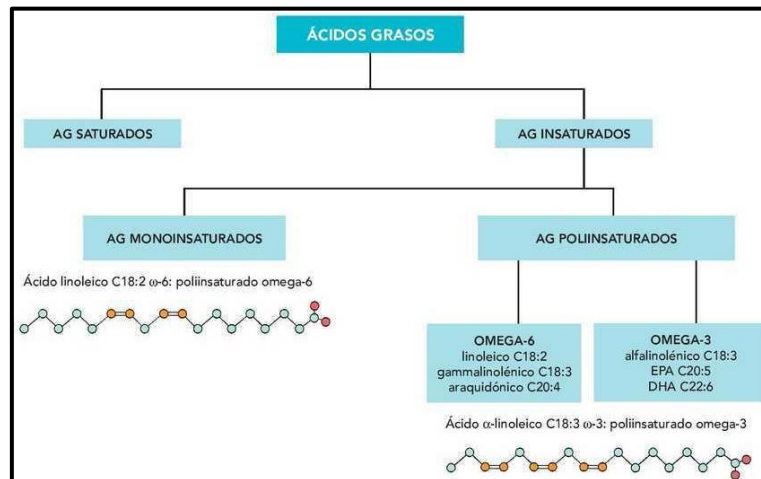 ÁCIDOS GRASOS
AG SATURADOS
AG INSATURADOS
AG MONOINSATURADOS
AG POLIINSATURADOS
Ácido linoleico C18:2 ω-6: poliinsaturado omega-6
OMEGA-6
linoleico C18:2
gammalinolénico C18:3
araquidónico C20:4
OMEGA-3
alfalinolénico C18:3
EPA C20:5
DHA C22:6
Ácido α-linoleico C18:3 ω-3: poliinsaturado omega-3